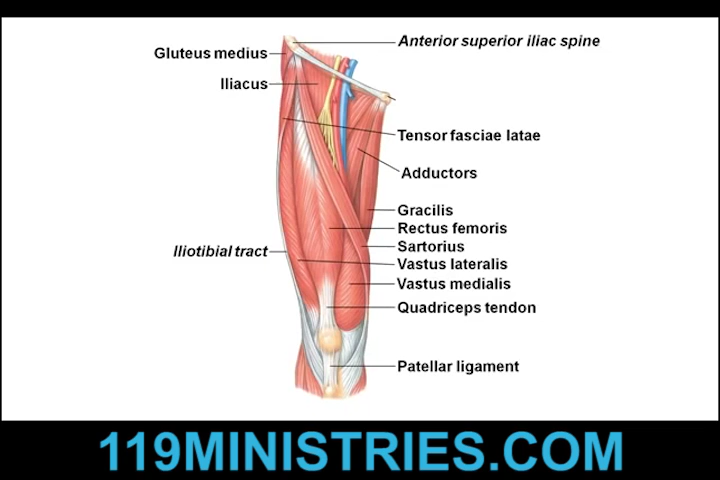 Anterior superior iliac spine
Gluteus medius
Iliacus
Tensor fasciae latae
Adductors
Gracilis
Rectus femoris
Sartorius
Iliotibial tract
Vastus lateralis
Vastus medialis
Quadriceps tendon
Patellar ligament
119MINISTRIES.COM